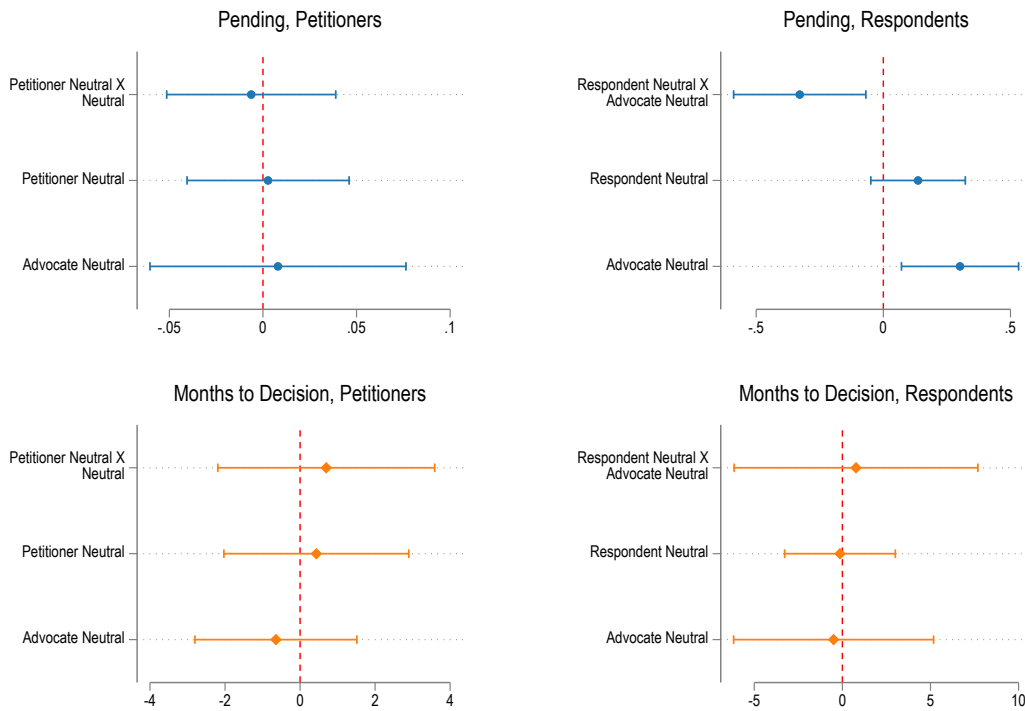 Pending, Petitioners
Petitioner Neutral X
Neutral
Petitioner Neutral
Advocate Neutral
-.05 0 .05 .1
Pending, Respondents
Respondent Neutral X
Advocate Neutral
Respondent Neutral
Advocate Neutral
-.5 0 .5
Months to Decision, Petitioners
Petitioner Neutral X
Neutral
Petitioner Neutral
Advocate Neutral
-4 -2 0 2 4
Months to Decision, Respondents
Respondent Neutral X
Advocate Neutral
Respondent Neutral
Advocate Neutral
-5 0 5 10